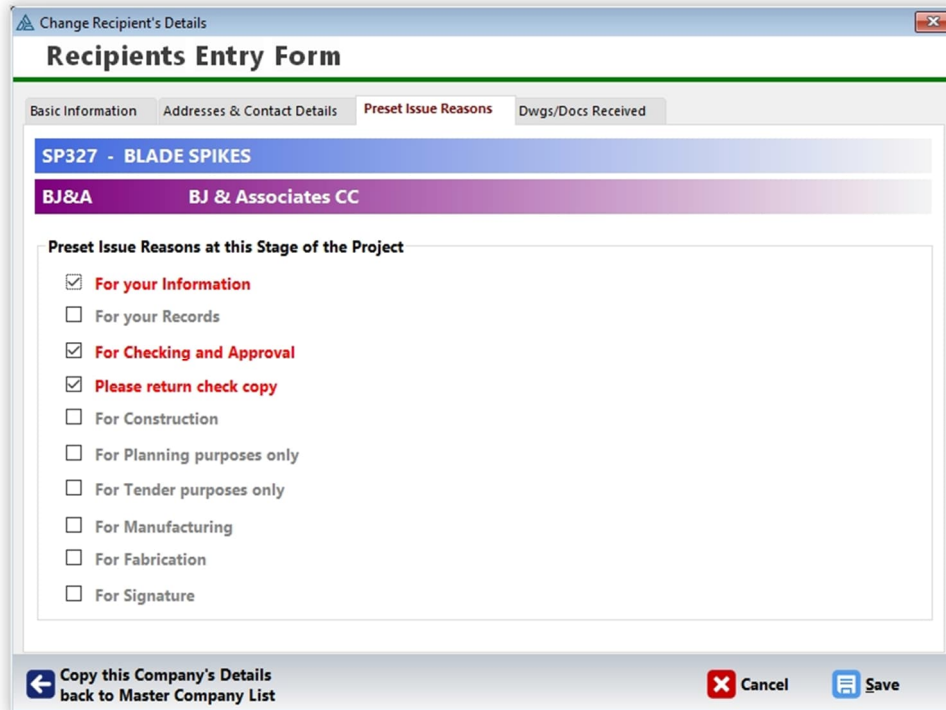 Change Recipient's Details
Recipients Entry Form
Basic Information Addresses & Contact Details Preset Issue Reasons Dwgs/Docs Received
SP327 - BLADE SPIKES
BJ&A BJ & Associates CC
Preset Issue Reasons at this Stage of the Project
For your Information
For your Records
For Checking and Approval
Please return check copy
For Construction
For Planning purposes only
For Tender purposes only
For Manufacturing
For Fabrication
For Signature
Copy this Company's Details
back to Master Company List
Cancel Save